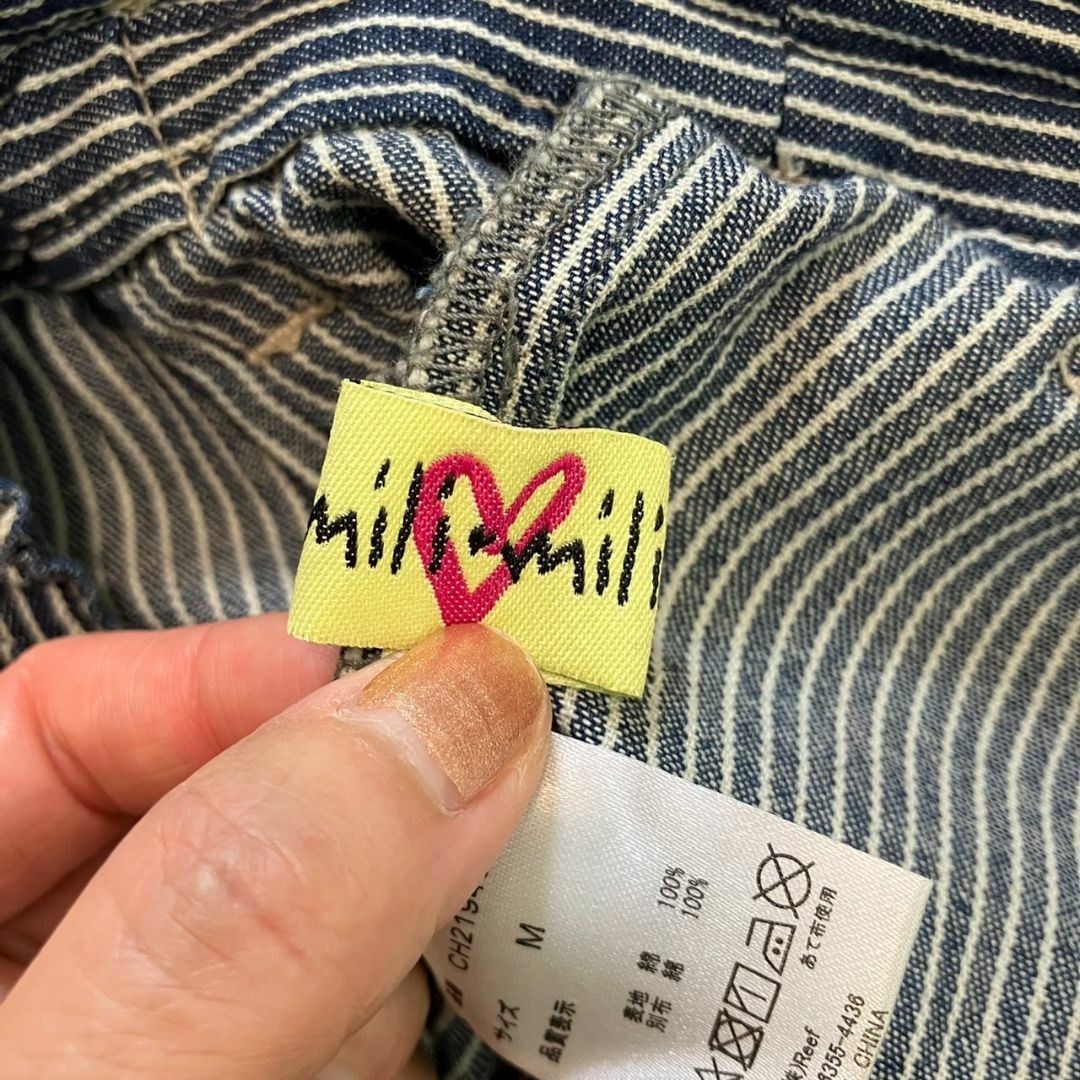 mili mili
CH219
サイズ M
品質表示
表地 綿 100%
別布 綿 100%
あて布使用
Reef
8355-4436
CHINA